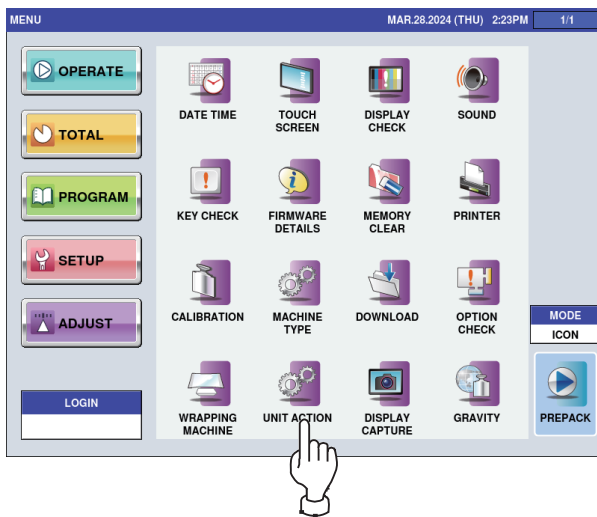 MENU
MAR.28.2024 (THU) 2:23PM
1/1
OPERATE
TOTAL
PROGRAM
SETUP
ADJUST
LOGIN
DATE TIME
TOUCH
SCREEN
DISPLAY
CHECK
SOUND
KEY CHECK
FIRMWARE
DETAILS
MEMORY
CLEAR
PRINTER
CALIBRATION
MACHINE
TYPE
DOWNLOAD
OPTION
CHECK
WRAPPING
MACHINE
UNIT ACTION
DISPLAY
CAPTURE
GRAVITY
MODE
ICON
PREPACK